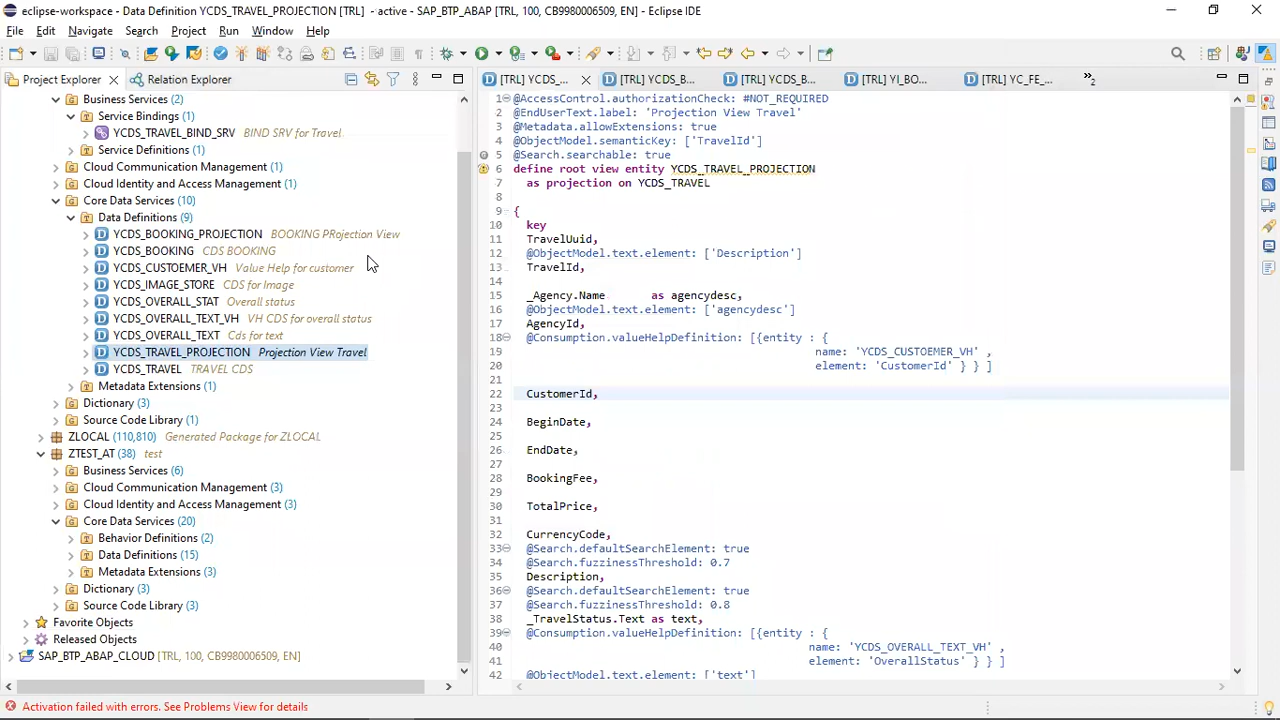 eclipse-workspace - Data Definition YCDS_TRAVEL_PROJECTION [TRL] - active - SAP_BTP_ABAP [TRL, 100, CB9980006509, EN] - Eclipse IDE
File Edit Navigate Search Project Run Window Help
Project Explorer
Relation Explorer
Business Services (2)
Service Bindings (1)
YCDS_TRAVEL_BIND_SRV BIND SRV for Travel
Service Definitions (1)
Cloud Communication Management (1)
Cloud Identity and Access Management (1)
Core Data Services (10)
Data Definitions (9)
YCDS_BOOKING_PROJECTION BOOKING PRojection View
YCDS_BOOKING CDS BOOKING
YCDS_CUSTOEMER_VH Value Help for customer
YCDS_IMAGE_STORE CDS for Image
YCDS_OVERALL_STAT Overall status
YCDS_OVERALL_TEXT_VH VH CDS for overall status
YCDS_OVERALL_TEXT Cds for text
YCDS_TRAVEL_PROJECTION Projection View Travel
YCDS_TRAVEL TRAVEL CDS
Metadata Extensions (1)
Dictionary (3)
Source Code Library (1)
ZLOCAL (110,810) Generated Package for ZLOCAL
ZTEST_AT (38) test
Business Services (6)
Cloud Communication Management (3)
Cloud Identity and Access Management (3)
Core Data Services (20)
Behavior Definitions (2)
Data Definitions (15)
Metadata Extensions (3)
Dictionary (3)
Source Code Library (3)
Favorite Objects
Released Objects
SAP_BTP_ABAP_CLOUD [TRL, 100, CB9980006509, EN]
[TRL] YCDS_...
[TRL] YCDS_B...
[TRL] YCDS_B...
[TRL] YI_BO...
[TRL] YC_FE_...
»2
1 @AccessControl.authorizationCheck: #NOT_REQUIRED
2 @EndUserText.label: 'Projection View Travel'
3 @Metadata.allowExtensions: true
4 @ObjectModel.semanticKey: ['TravelId']
5 @Search.searchable: true
6 define root view entity YCDS_TRAVEL_PROJECTION
7 as projection on YCDS_TRAVEL
8
9 {
10 key
11 TravelUuid,
12 @ObjectModel.text.element: ['Description']
13 TravelId,
14
15 _Agency.Name as agencydesc,
16 @ObjectModel.text.element: ['agencydesc']
17 AgencyId,
18 @Consumption.valueHelpDefinition: [{entity : {
19 name: 'YCDS_CUSTOEMER_VH' ,
20 element: 'CustomerId' } } ]
21
22 CustomerId,
23
24 BeginDate,
25
26 EndDate,
27
28 BookingFee,
29
30 TotalPrice,
31
32 CurrencyCode,
33 @Search.defaultSearchElement: true
34 @Search.fuzzinessThreshold: 0.7
35 Description,
36 @Search.defaultSearchElement: true
37 @Search.fuzzinessThreshold: 0.8
38 _TravelStatus.Text as text,
39 @Consumption.valueHelpDefinition: [{entity : {
40 name: 'YCDS_OVERALL_TEXT_VH' ,
41 element: 'OverallStatus' } } ]
42 @ObjectModel.text.element: ['text']
Activation failed with errors. See Problems View for details